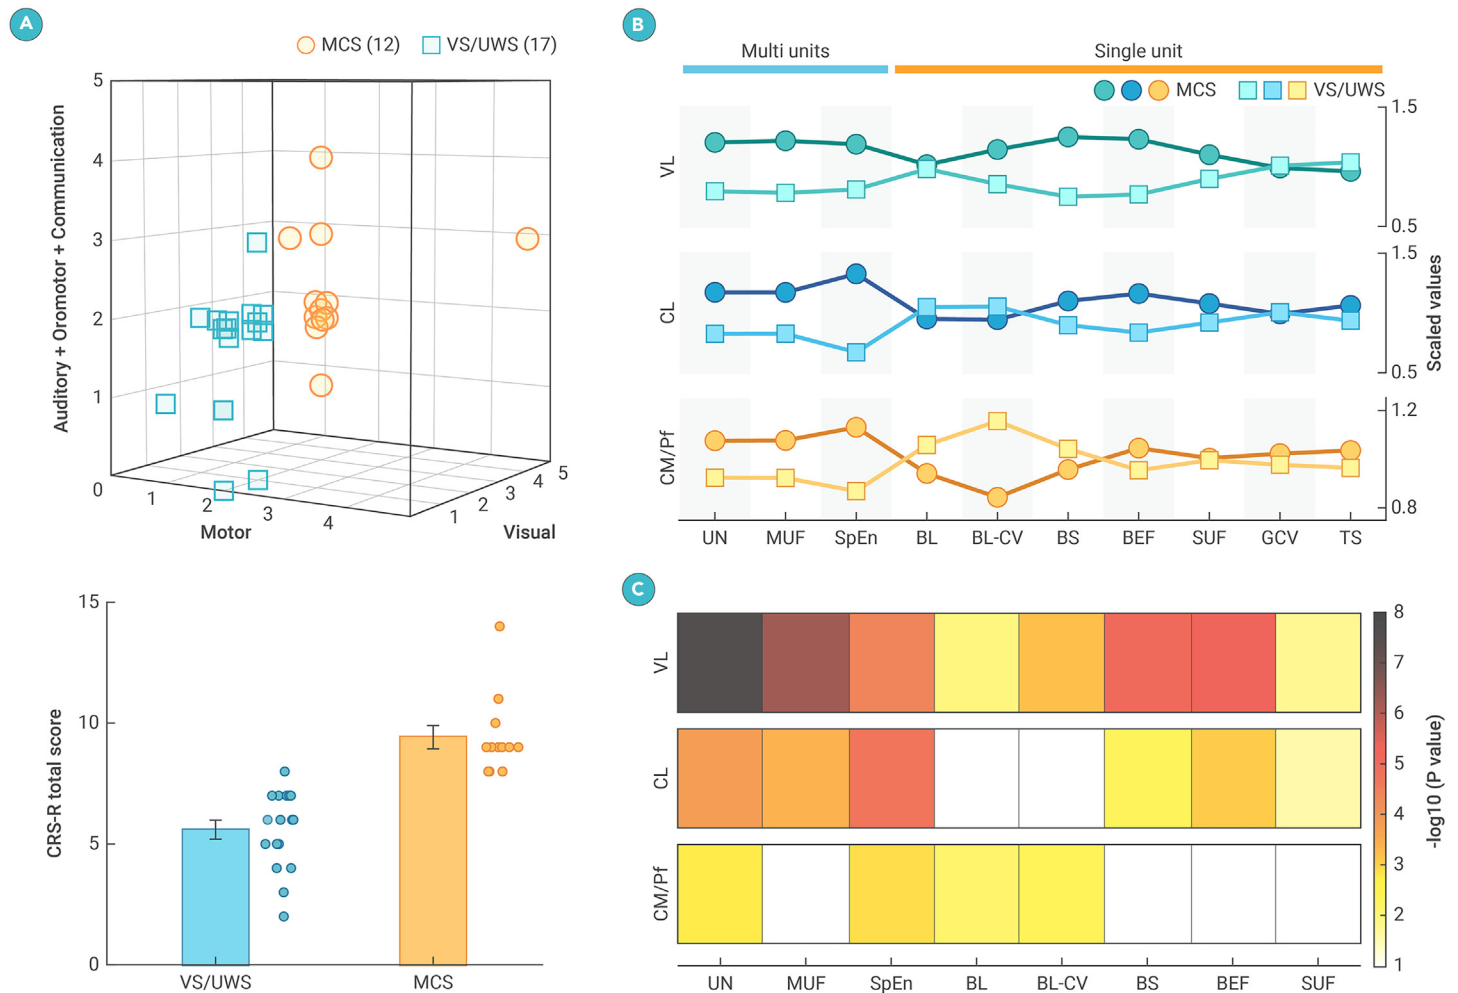 A
MCS (12) VS/UWS (17)
Auditory + Oromotor + Communication
5
4
3
2
1
0
1
2
3
4
Motor
1
2
3
4
5
Visual
CRS-R total score
15
10
5
0
VS/UWS MCS
B
Multi units Single unit
MCS VS/UWS
VL
1.5
0.5
CL
1.5
0.5
CM/Pf
1.2
0.8
Scaled values
UN MUF SpEn BL BL-CV BS BEF SUF GCV TS
C
VL
CL
CM/Pf
8
7
6
5
4
3
2
1
-log10 (P value)
UN MUF SpEn BL BL-CV BS BEF SUF